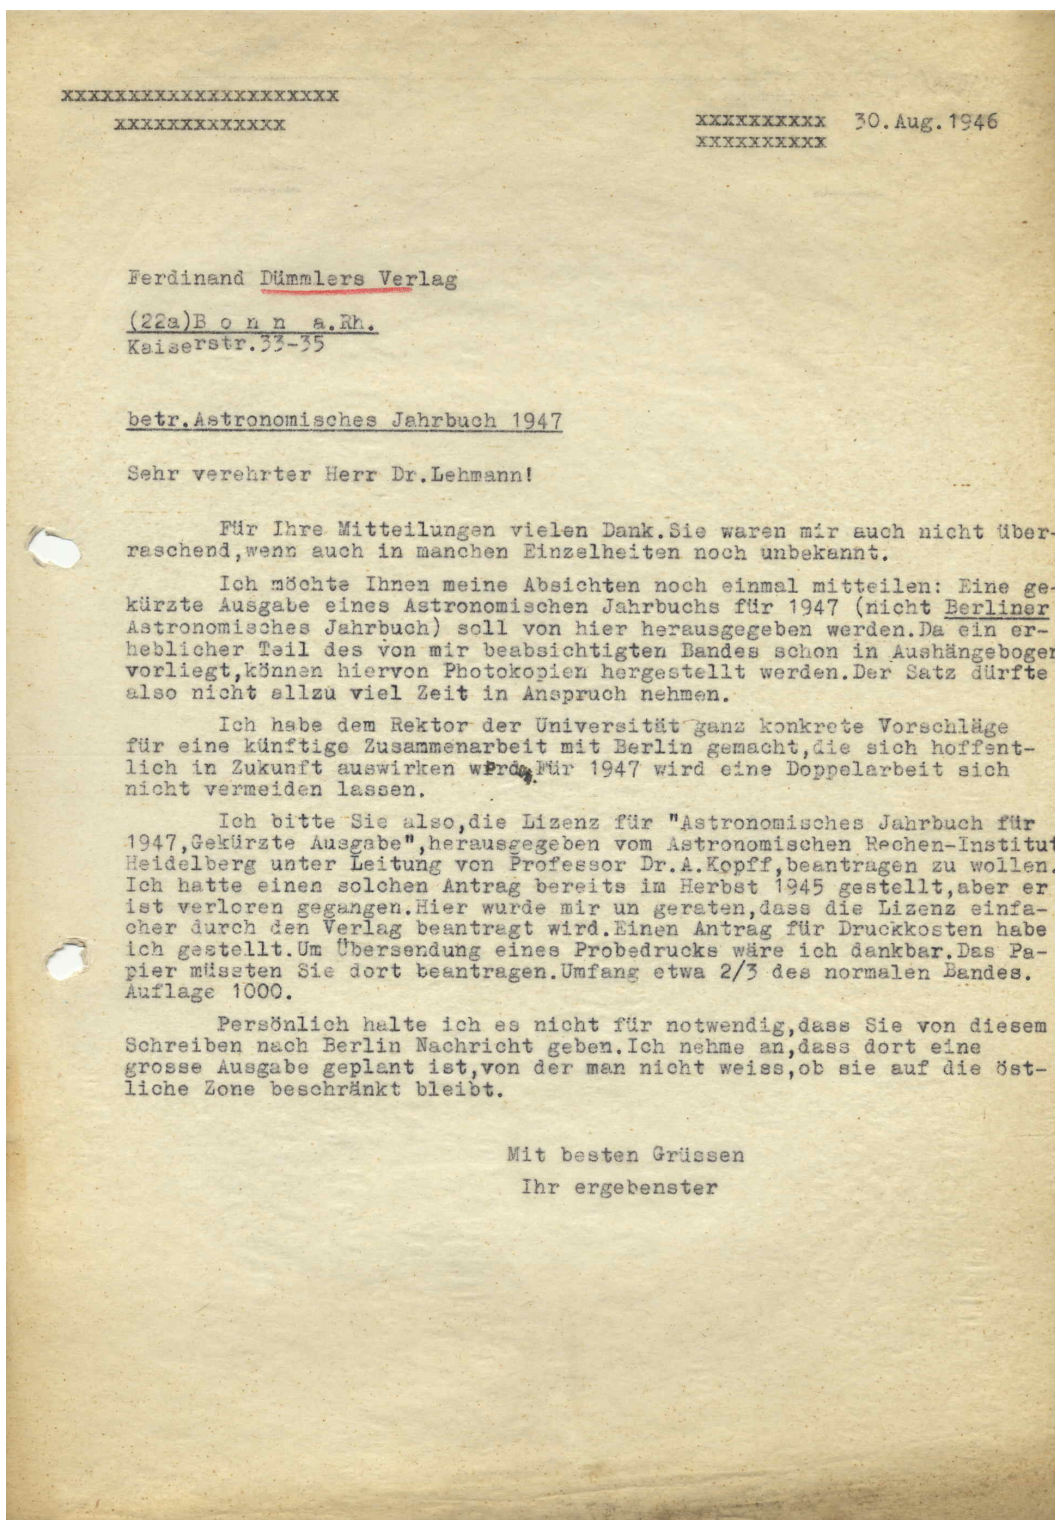 xxxxxxxxxxxxxxxxxxxxx
xxxxxxxxxxxxx
xxxxxxxxxx 30.Aug.1946
xxxxxxxxxx
Ferdinand Dümmlers Verlag
(22a)B o n n a.Rh.
Kaiserstr.33-35
betr.Astronomisches Jahrbuch 1947
Sehr verehrter Herr Dr.Lehmann!
Für Ihre Mitteilungen vielen Dank.Sie waren mir auch nicht über-
raschend,wenn auch in manchen Einzelheiten noch unbekannt.
Ich möchte Ihnen meine Absichten noch einmal mitteilen: Eine ge-
kürzte Ausgabe eines Astronomischen Jahrbuchs für 1947 (nicht Berliner
Astronomisches Jahrbuch) soll von hier herausgegeben werden.Da ein er-
heblicher Teil des von mir beabsichtigten Bandes schon in Aushängebogen
vorliegt,können hiervon Photokopien hergestellt werden.Der Satz dürfte
also nicht allzu viel Zeit in Anspruch nehmen.
Ich habe dem Rektor der Universität ganz konkrete Vorschläge
für eine künftige Zusammenarbeit mit Berlin gemacht,die sich hoffent-
lich in Zukunft auswirken Für 1947 wird eine Doppelarbeit sich
nicht vermeiden lassen.
Ich bitte Sie also,die Lizenz für "Astronomisches Jahrbuch für
1947,Gekürzte Ausgabe",herausgegeben vom Astronomischen Rechen-Institut
Heidelberg unter Leitung von Professor Dr.A.Kopff,beantragen zu wollen.
Ich hatte einen solchen Antrag bereits im Herbst 1945 gestellt,aber er
ist verloren gegangen.Hier wurde mir un geraten,dass die Lizenz einfa-
cher durch den Verlag beantragt wird.Einen Antrag für Druckkosten habe
ich gestellt.Um Übersendung eines Probedrucks wäre ich dankbar.Das Pa-
pier müssten Sie dort beantragen.Umfang etwa 2/3 des normalen Bandes.
Auflage 1000.
Persönlich halte ich es nicht für notwendig,dass Sie von diesem
Schreiben nach Berlin Nachricht geben.Ich nehme an,dass dort eine
grosse Ausgabe geplant ist,von der man nicht weiss,ob sie auf die öst-
liche Zone beschränkt bleibt.
Mit besten Grüssen
Ihr ergebenster